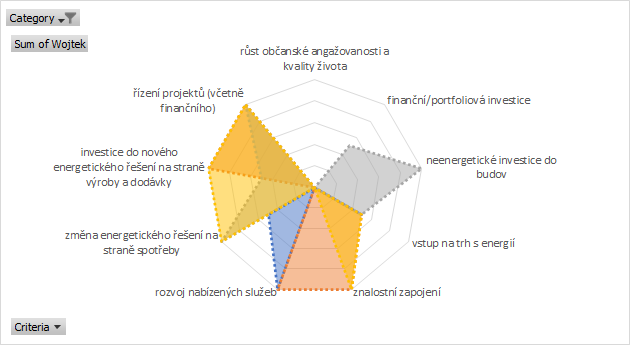 Category
Sum of Wojtek
růst občanské angažovanosti a
kvality života
finanční/portfoliová investice
neenergetické investice do
budov
vstup na trh s energií
znalostní zapojení
rozvoj nabízených služeb
změna energetického řešení na
straně spotřeby
investice do nového
energetického řešení na straně
výroby a dodávky
řízení projektů (včetně
finančního)
Criteria